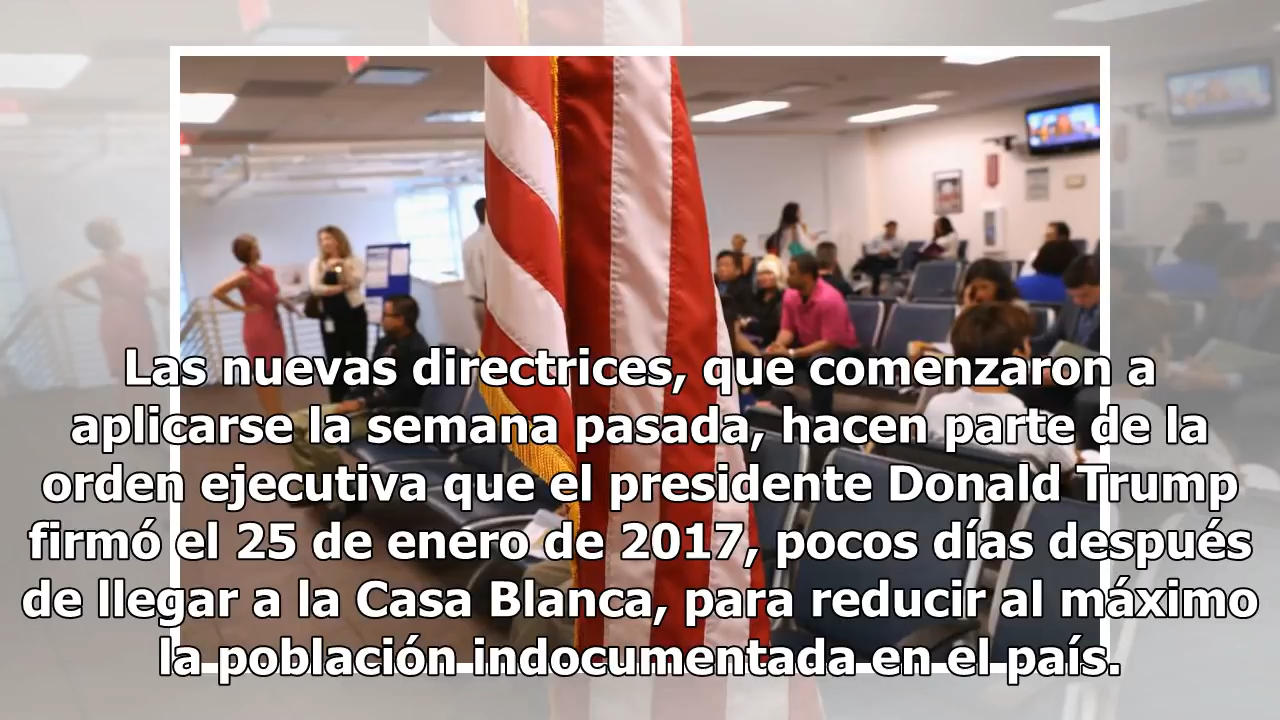 Las nuevas directrices, que comenzaron a
aplicarse la semana pasada, hacen parte de la
orden ejecutiva que el presidente Donald Trump
firmó el 25 de enero de 2017, pocos días después
de llegar a la Casa Blanca, para reducir al máximo
la población indocumentada en el país.